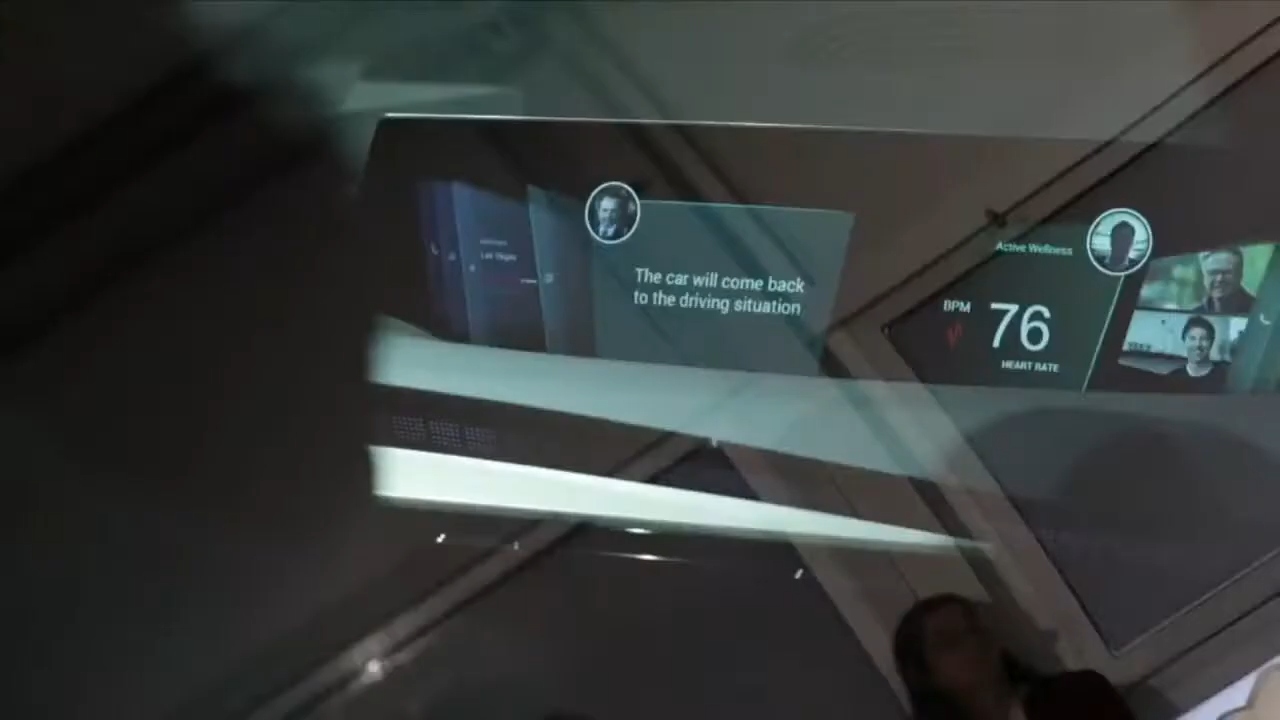 Las Vegas
The car will come back
to the driving situation
Active Wellness
BPM
76
HEART RATE